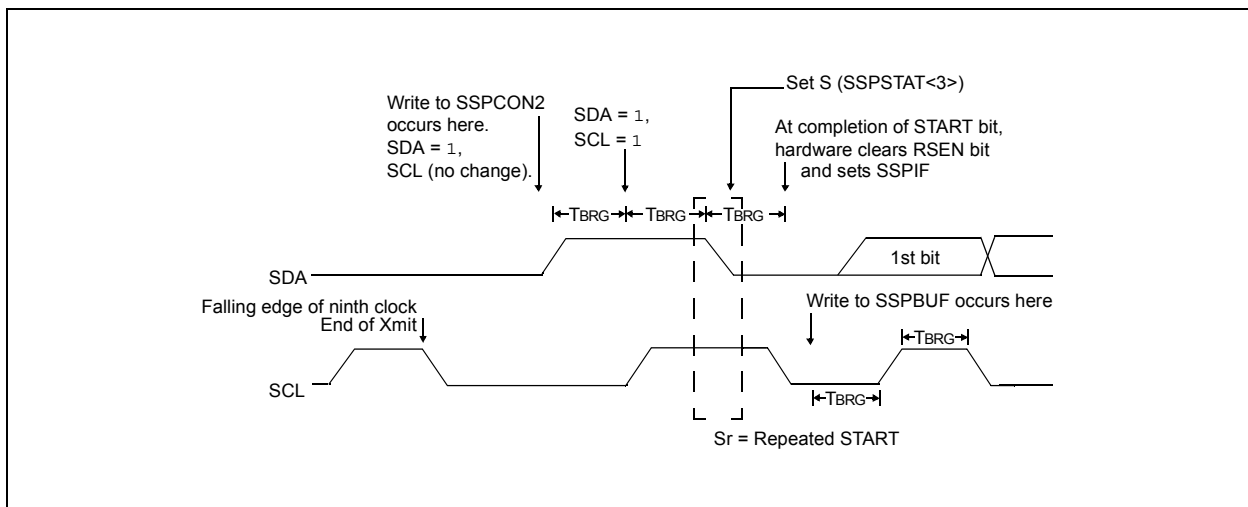 Set S (SSPSTAT<3>)
Write to SSPCON2
occurs here.
SDA = 1,
SCL (no change).
SDA = 1,
SCL = 1
At completion of START bit,
hardware clears RSEN bit
and sets SSPIF
TBRG
TBRG
TBRG
SDA
1st bit
Falling edge of ninth clock
End of Xmit
Write to SSPBUF occurs here
TBRG
SCL
TBRG
Sr = Repeated START